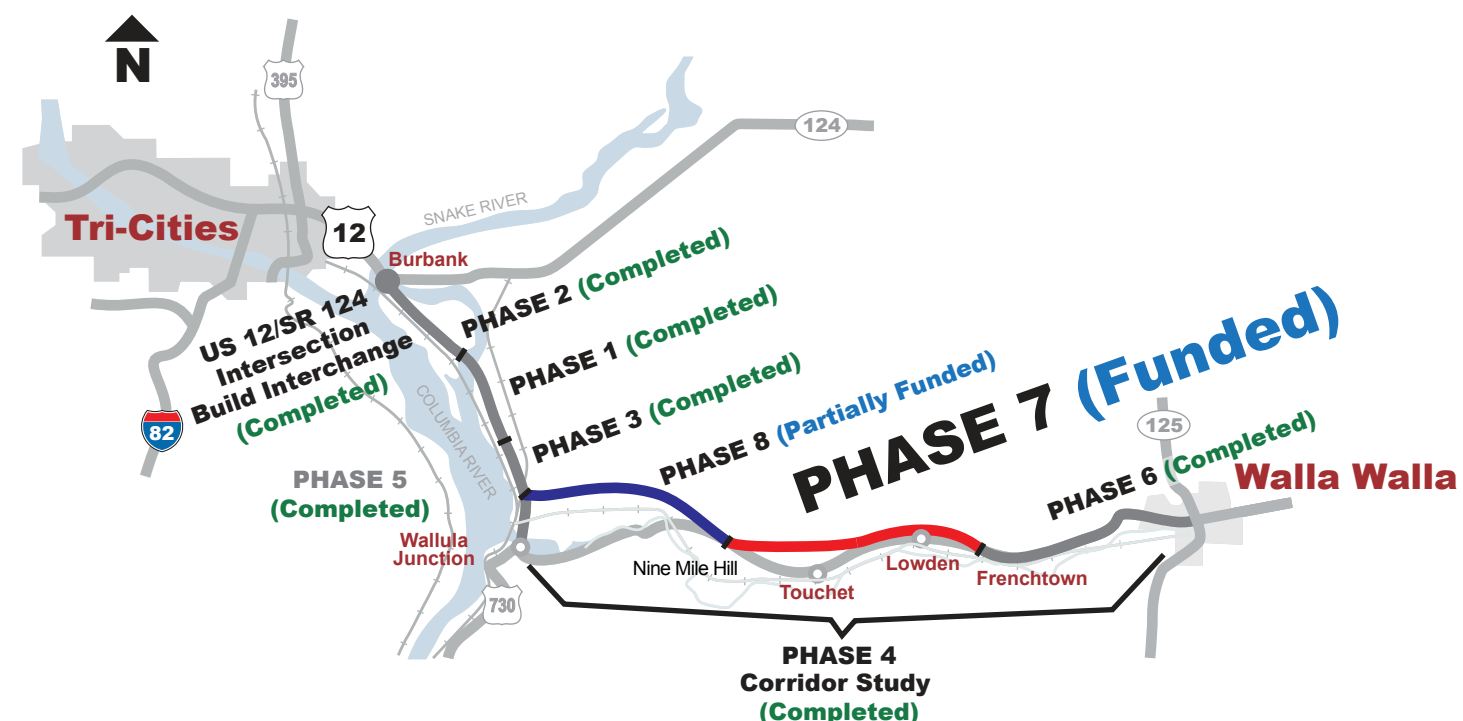 N
395
124
SNAKE RIVER
12
Tri-Cities
Burbank
PHASE 2 (Completed)
US 12/SR 124
Intersection
Build Interchange
(Completed)
PHASE 1 (Completed)
82
COLUMBIA RIVER
PHASE 3 (Completed)
PHASE 8 (Partially Funded)
PHASE 7 (Funded)
125
PHASE 5
(Completed)
PHASE 6 (Completed)
Walla Walla
Wallula
Junction
Nine Mile Hill
Lowden
Frenchtown
Touchet
730
PHASE 4
Corridor Study
(Completed)